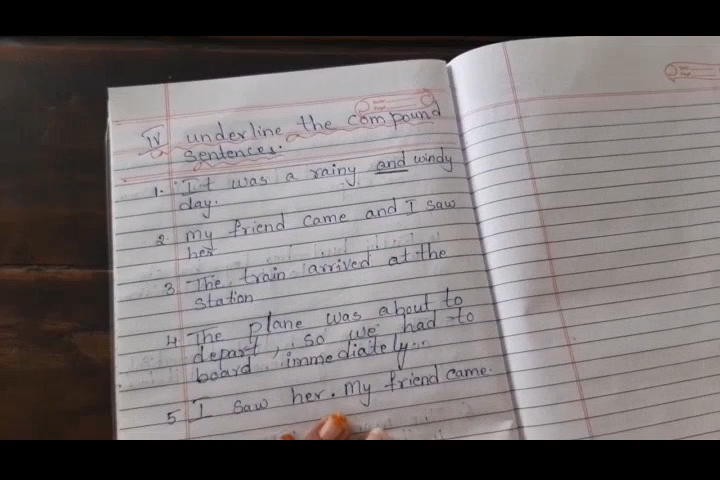 IV underline the compound
sentences:
1. It was a rainy and windy
day.
2. My friend came and I saw
her
3. The train arrived at the
station
4. The plane was about to
depart, so we had to
board immediately..
5 I saw her. My friend came.